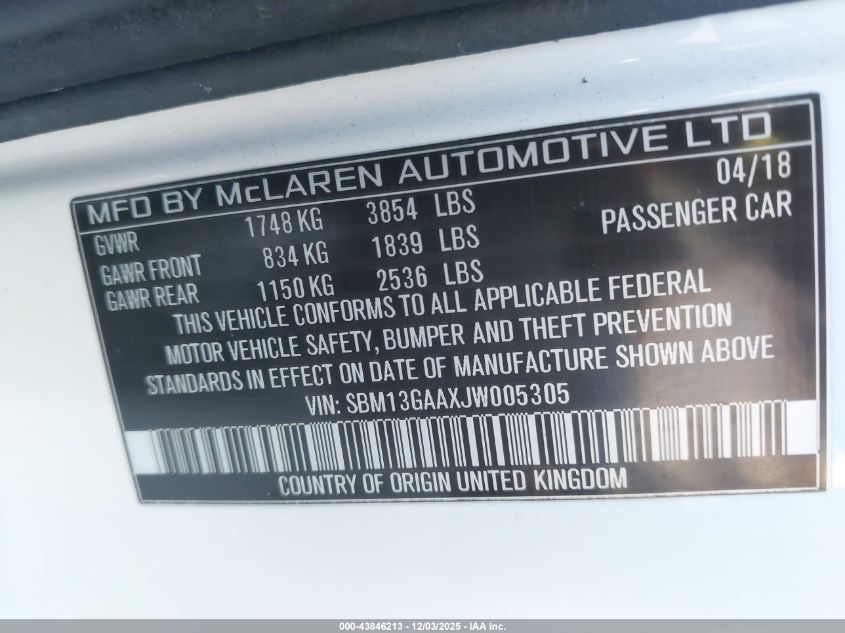 MFD BY McLAREN AUTOMOTIVE LTD
04/18
GVWR 1748 KG 3854 LBS
PASSENGER CAR
GAWR FRONT 834 KG 1839 LBS
GAWR REAR 1150 KG 2536 LBS
THIS VEHICLE CONFORMS TO ALL APPLICABLE FEDERAL
MOTOR VEHICLE SAFETY, BUMPER AND THEFT PREVENTION
STANDARDS IN EFFECT ON DATE OF MANUFACTURE SHOWN ABOVE
VIN: SBM13GAAXJW005305
COUNTRY OF ORIGIN UNITED KINGDOM
000-43846213 - 12/03/2025 - IAA Inc.